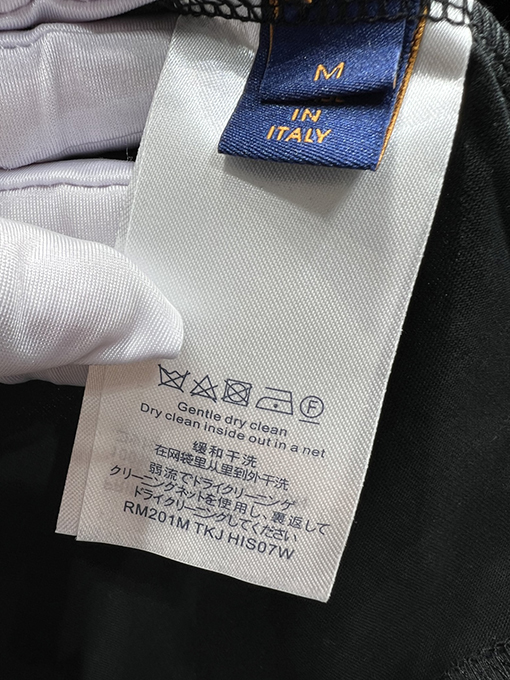 M
IN
ITALY
Gentle dry clean
Dry clean inside out in a net
缓和干洗
在网袋里从里到外干洗
弱流でドライクリーニング
クリーニングネットを使用し、裏返して
ドライクリーニングしてください
RM201M TKJ HIS07W